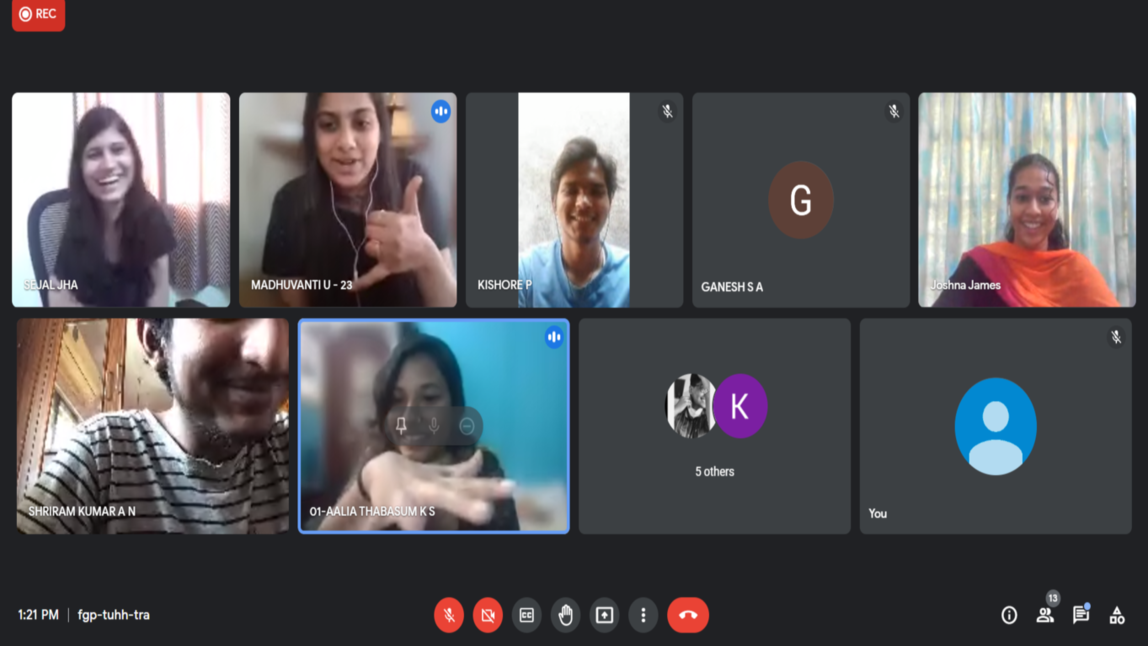 REC
SEJAL JHA
MADHUVANTI U - 23
KISHORE P
G
GANESH S A
Joshna James
SHRIRAM KUMAR A N
01-AALIA THABASUM K S
K
5 others
You
1:21 PM | fgp-tuhh-tra
CC
13